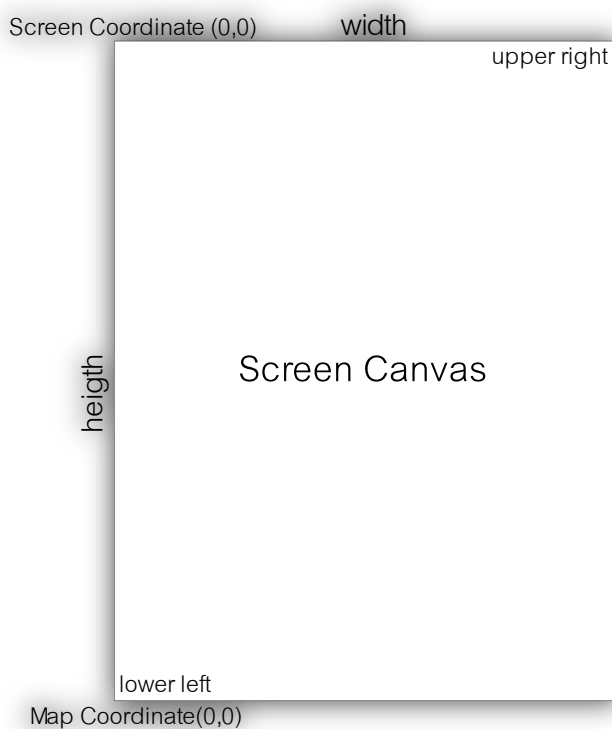 Screen Coordinate (0,0)
width
upper right
heigth
Screen Canvas
lower left
Map Coordinate(0,0)